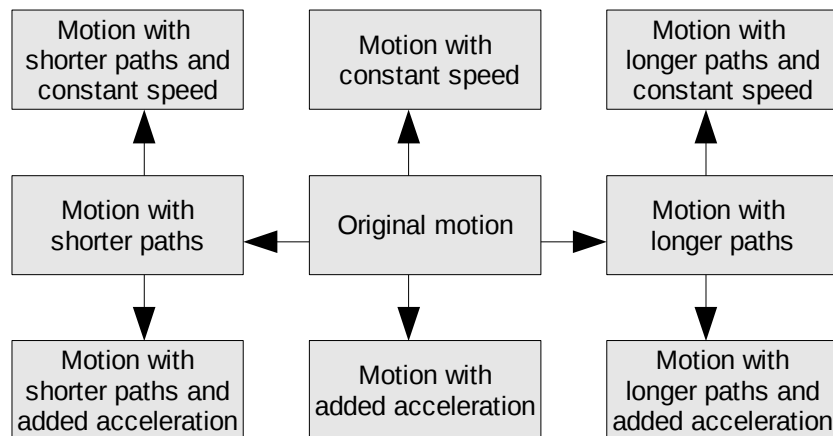 Motion with
shorter paths and
constant speed
Motion with
constant speed
Motion with
longer paths and
constant speed
Motion with
shorter paths
Original motion
Motion with
longer paths
Motion with
shorter paths and
added acceleration
Motion with
added acceleration
Motion with
longer paths and
added acceleration